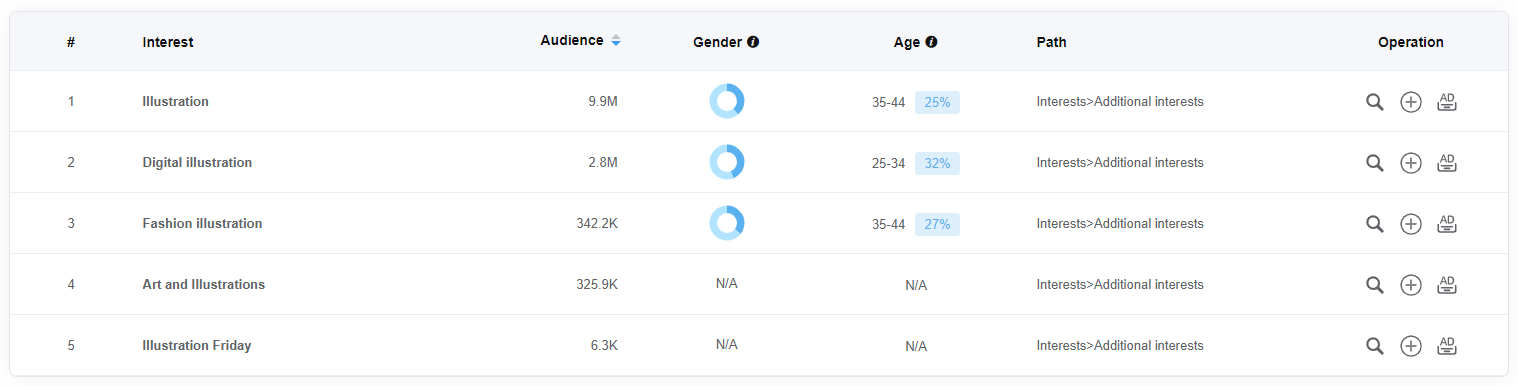 # Interest Audience Gender Age Path Operation
1 Illustration 9.9M 35-44 25% Interests>Additional interests AD
2 Digital illustration 2.8M 25-34 32% Interests>Additional interests AD
3 Fashion illustration 342.2K 35-44 27% Interests>Additional interests AD
4 Art and Illustrations 325.9K N/A N/A Interests>Additional interests AD
5 Illustration Friday 6.3K N/A N/A Interests>Additional interests AD